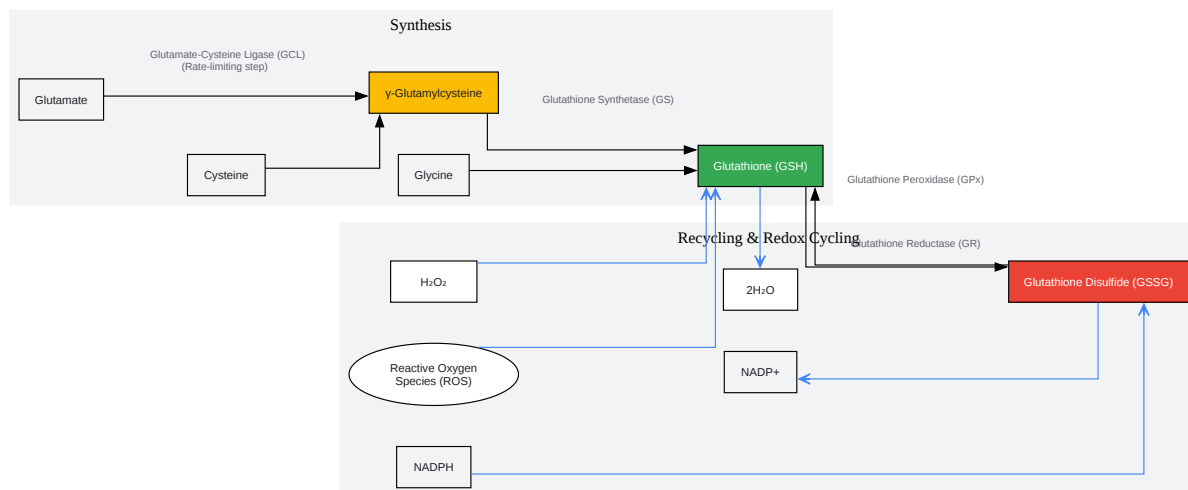 Synthesis
Glutamate-Cysteine Ligase (GCL)
(Rate-limiting step)
Glutamate
γ-Glutamylcysteine
Glutathione Synthetase (GS)
Cysteine
Glycine
Glutathione (GSH)
Glutathione Peroxidase (GPx)
Recycling & Redox Cycling
Glutathione Reductase (GR)
H₂O₂
2H₂O
Glutathione Disulfide (GSSG)
Reactive Oxygen
Species (ROS)
NADP+
NADPH